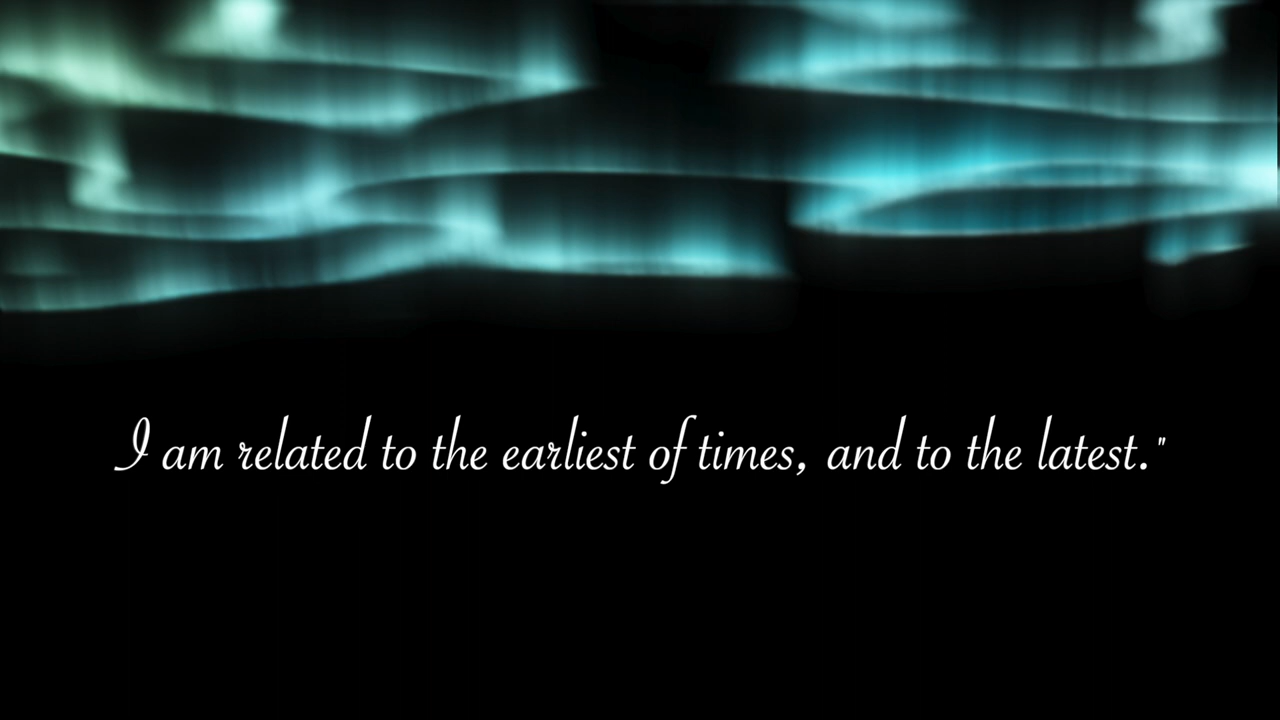 I am related to the earliest of times, and to the latest."